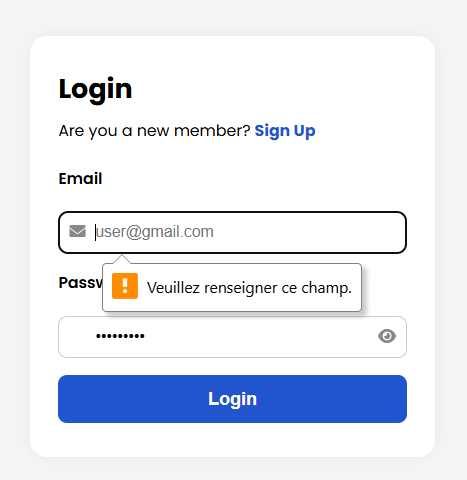 Login
Are you a new member? Sign Up
Email
user@gmail.com
Passw
Veuillez renseigner ce champ.
•••••••••
Login